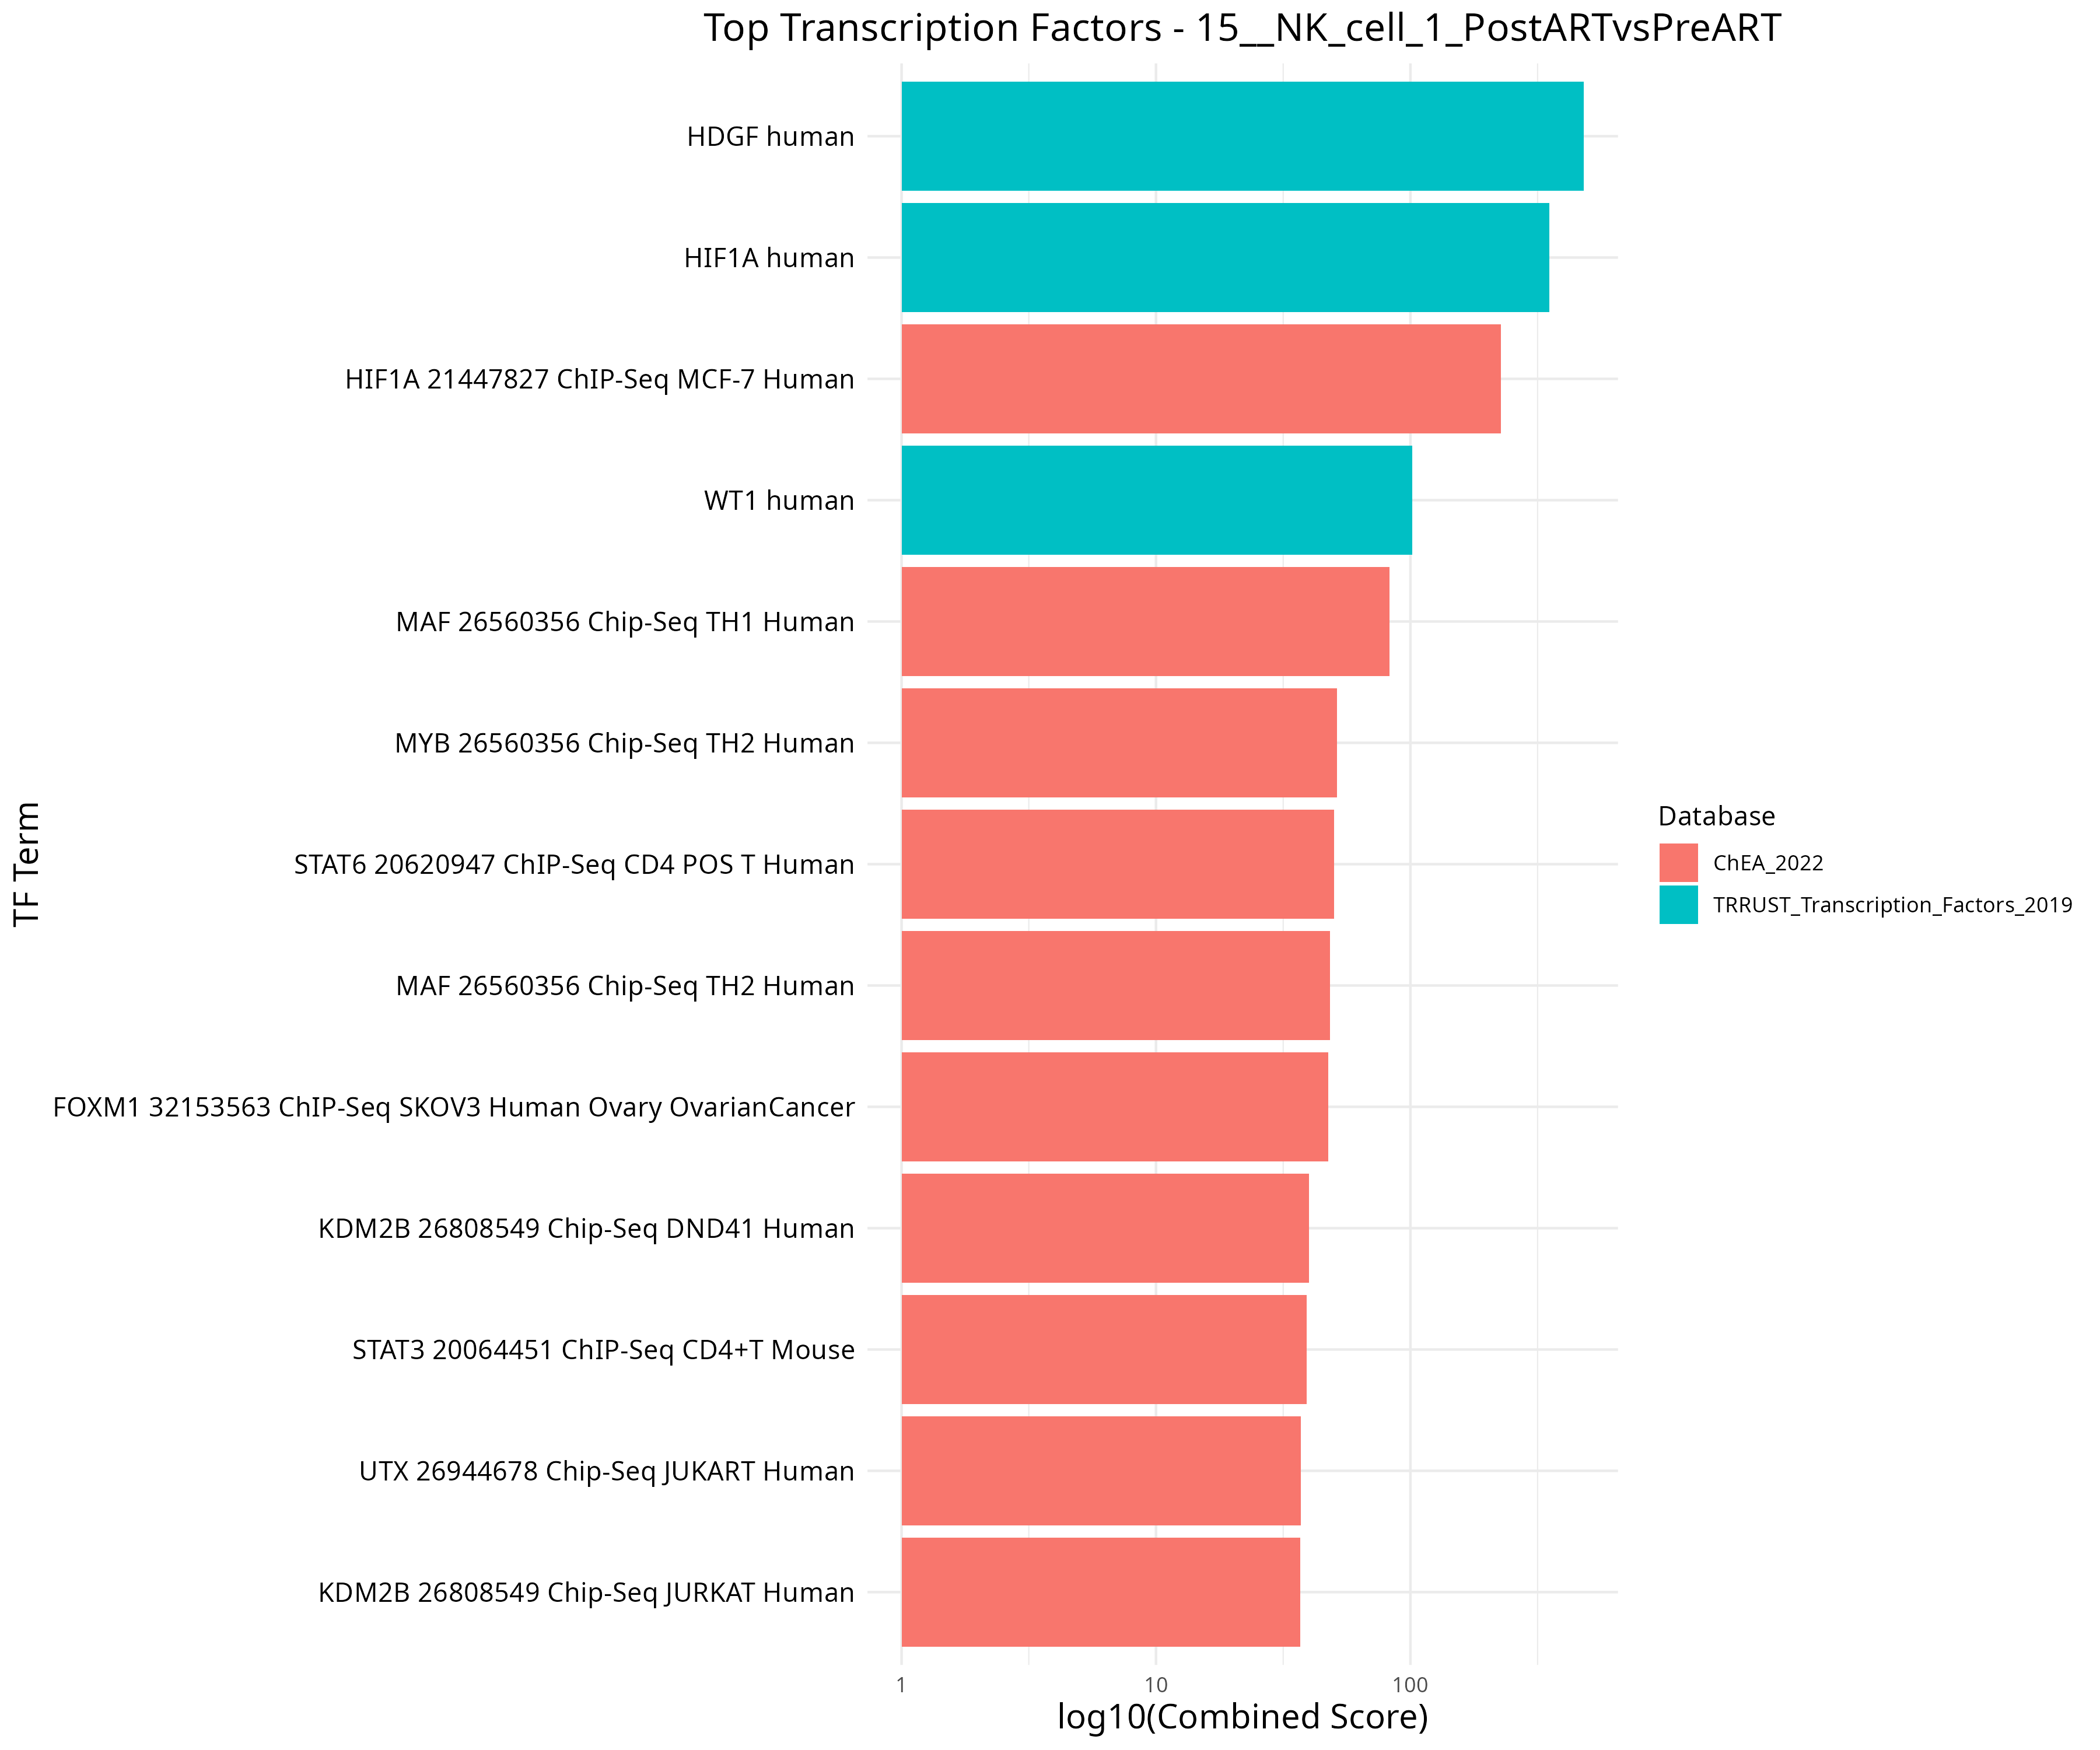 Top Transcription Factors - 15__NK_cell_1_PostARTvsPreART
HDGF human
HIF1A human
HIF1A 21447827 ChIP-Seq MCF-7 Human
WT1 human
MAF 26560356 Chip-Seq TH1 Human
MYB 26560356 Chip-Seq TH2 Human
STAT6 20620947 ChIP-Seq CD4 POS T Human
MAF 26560356 Chip-Seq TH2 Human
FOXM1 32153563 ChIP-Seq SKOV3 Human Ovary OvarianCancer
KDM2B 26808549 Chip-Seq DND41 Human
STAT3 20064451 ChIP-Seq CD4+T Mouse
UTX 26944678 Chip-Seq JUKART Human
KDM2B 26808549 Chip-Seq JURKAT Human
TF Term
1
10
100
log10(Combined Score)
Database
ChEA_2022
TRRUST_Transcription_Factors_2019